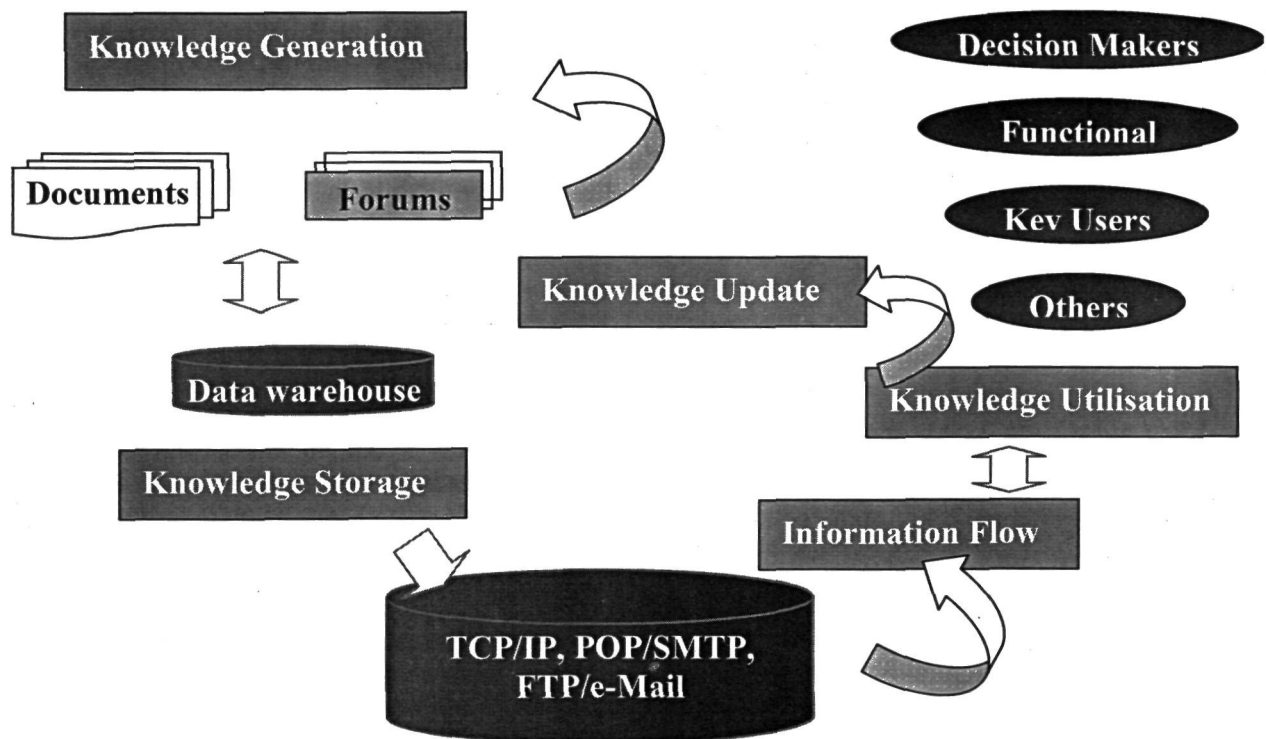 Knowledge Generation
Documents
Forums
Data warehouse
Knowledge Storage
TCP/IP, POP/SMTP,
FTP/e-Mail
Information Flow
Knowledge Utilisation
Knowledge Update
Decision Makers
Functional
Kev Users
Others